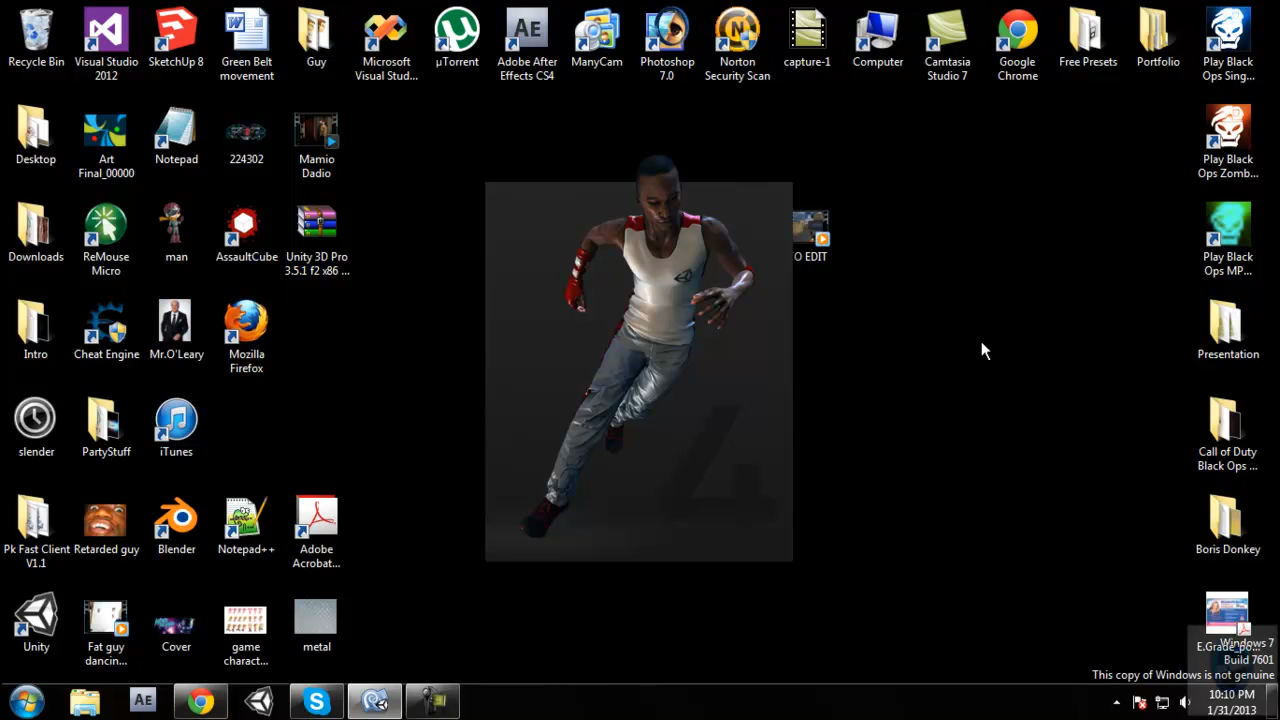 Recycle Bin
Visual Studio
2012
SketchUp 8
Green Belt
movement
Guy
Microsoft
Visual Stud...
µTorrent
Adobe After
Effects CS4
ManyCam
Photoshop
7.0
Norton
Security Scan
capture-1
Computer
Camtasia
Studio 7
Google
Chrome
Free Presets
Portfolio
Play Black
Ops Sing...
Desktop
Art
Final_00000
Notepad
224302
Mamio
Dadio
Play Black
Ops Zomb...
Downloads
ReMouse
Micro
man
AssaultCube
Unity 3D Pro
3.5.1 f2 x86 ...
O EDIT
Play Black
Ops MP...
Intro
Cheat Engine
Mr.O'Leary
Mozilla
Firefox
Presentation
slender
PartyStuff
iTunes
Call of Duty
Black Ops ...
Pk Fast Client
V1.1
Retarded guy
Blender
Notepad++
Adobe
Acrobat...
Boris Donkey
Unity
Fat guy
dancin...
Cover
game
charact...
metal
E.Grade_po...
Windows 7
Build 7601
This copy of Windows is not genuine
10:10 PM
1/31/2013